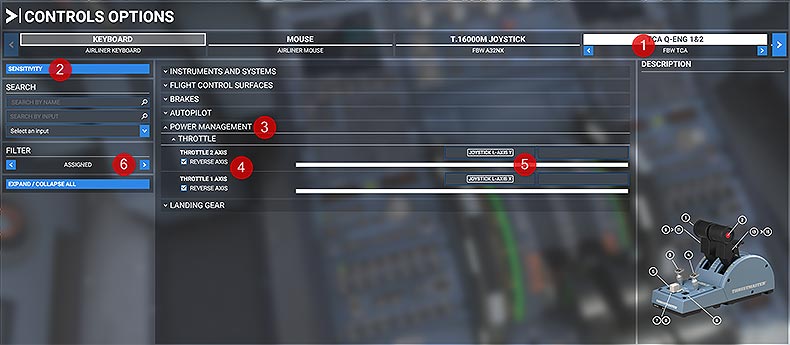 CONTROLS OPTIONS
KEYBOARD
AIRLINER KEYBOARD
MOUSE
AIRLINER MOUSE
T.16000M JOYSTICK
FBW A32NX
1
CA Q-ENG 1&2
FBW TCA
SENSITIVITY
2
SEARCH
SEARCH BY NAME
SEARCH BY INPUT
Select an input
FILTER
ASSIGNED
6
EXPAND / COLLAPSE ALL
INSTRUMENTS AND SYSTEMS
FLIGHT CONTROL SURFACES
BRAKES
AUTOPILOT
POWER MANAGEMENT
3
THROTTLE
THROTTLE 2 AXIS
REVERSE AXIS
4
JOYSTICK L-AXIS Y
5
THROTTLE 1 AXIS
REVERSE AXIS
JOYSTICK L-AXIS X
LANDING GEAR
DESCRIPTION
THRUSTMASTER